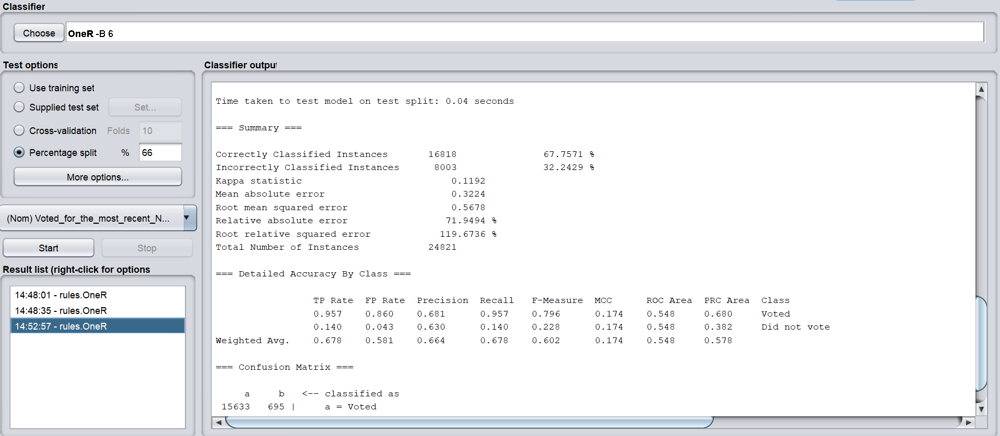 Classifier
Choose OneR -B 6
Test options
Use training set
Supplied test set Set...
Cross-validation Folds 10
Percentage split % 66
More options...
(Nom) Voted_for_the_most_recent_N...
Start Stop
Result list (right-click for options
14:48:01 - rules.OneR
14:48:35 - rules.OneR
14:52:57 - rules.OneR
Classifier output
Time taken to test model on test split: 0.04 seconds
=== Summary ===
Correctly Classified Instances 16818 67.7571 %
Incorrectly Classified Instances 8003 32.2429 %
Kappa statistic 0.1192
Mean absolute error 0.3224
Root mean squared error 0.5678
Relative absolute error 71.9494 %
Root relative squared error 119.6736 %
Total Number of Instances 24821
=== Detailed Accuracy By Class ===
TP Rate FP Rate Precision Recall F-Measure MCC ROC Area PRC Area Class
0.957 0.860 0.681 0.957 0.796 0.174 0.548 0.680 Voted
0.140 0.043 0.630 0.140 0.228 0.174 0.548 0.382 Did not vote
Weighted Avg. 0.678 0.581 0.664 0.678 0.602 0.174 0.548 0.578
=== Confusion Matrix ===
a b <-- classified as
15633 695 | a = Voted